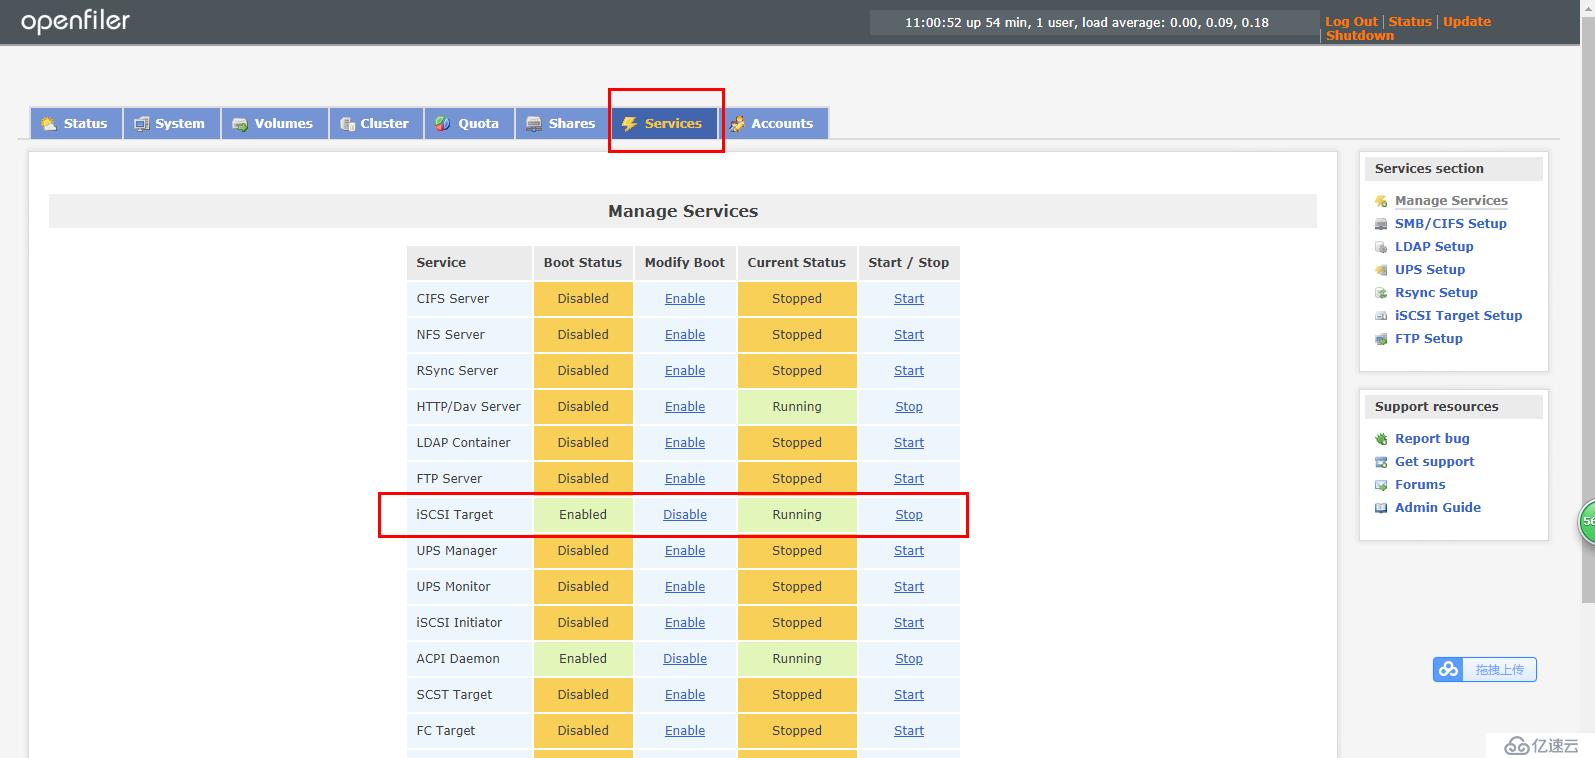 openfiler
11:00:52 up 54 min, 1 user, load average: 0.00, 0.09, 0.18
Log Out | Status | Update
| Shutdown
Status System Volumes Cluster Quota Shares Services Accounts
Manage Services
Service Boot Status Modify Boot Current Status Start / Stop
CIFS Server Disabled Enable Stopped Start
NFS Server Disabled Enable Stopped Start
RSync Server Disabled Enable Stopped Start
HTTP/Dav Server Disabled Enable Running Stop
LDAP Container Disabled Enable Stopped Start
FTP Server Disabled Enable Stopped Start
iSCSI Target Enabled Disable Running Stop
UPS Manager Disabled Enable Stopped Start
UPS Monitor Disabled Enable Stopped Start
iSCSI Initiator Disabled Enable Stopped Start
ACPI Daemon Enabled Disable Running Stop
SCST Target Disabled Enable Stopped Start
FC Target Disabled Enable Stopped Start
Services section
Manage Services
SMB/CIFS Setup
LDAP Setup
UPS Setup
Rsync Setup
iSCSI Target Setup
FTP Setup
Support resources
Report bug
Get support
Forums
Admin Guide
56
拖拽上传
亿速云